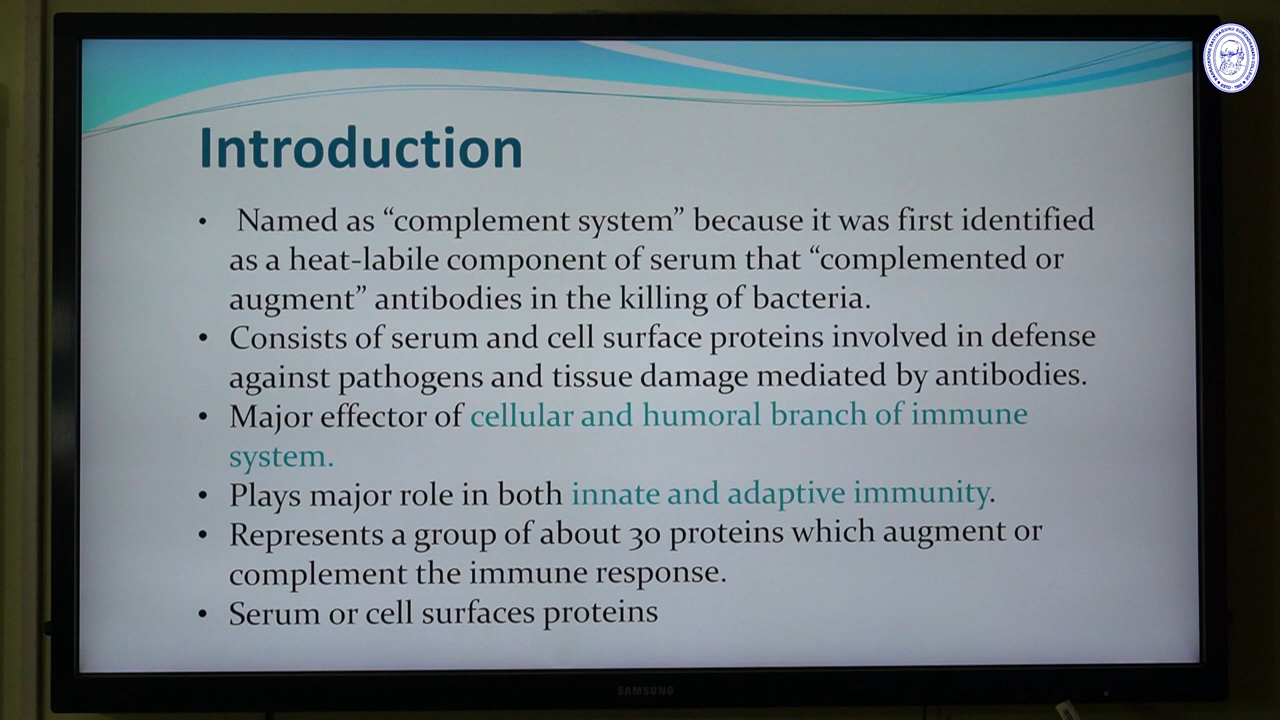 Introduction
• Named as “complement system” because it was first identified
as a heat-labile component of serum that “complemented or
augment” antibodies in the killing of bacteria.
• Consists of serum and cell surface proteins involved in defense
against pathogens and tissue damage mediated by antibodies.
• Major effector of cellular and humoral branch of immune
system.
• Plays major role in both innate and adaptive immunity.
• Represents a group of about 30 proteins which augment or
complement the immune response.
• Serum or cell surfaces proteins
SAMSUNG